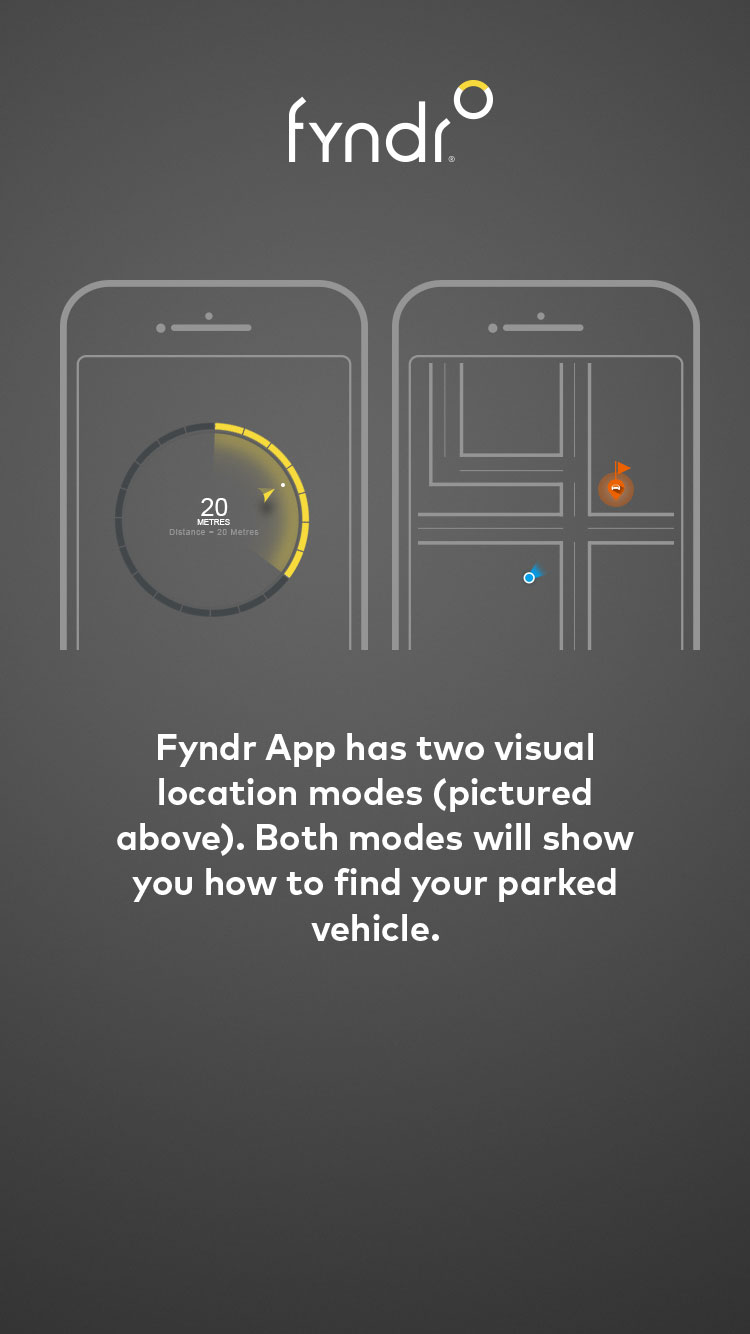 fyndr®
20
METRES
Distance = 20 Metres
Fyndr App has two visual
location modes (pictured
above). Both modes will show
you how to find your parked
vehicle.